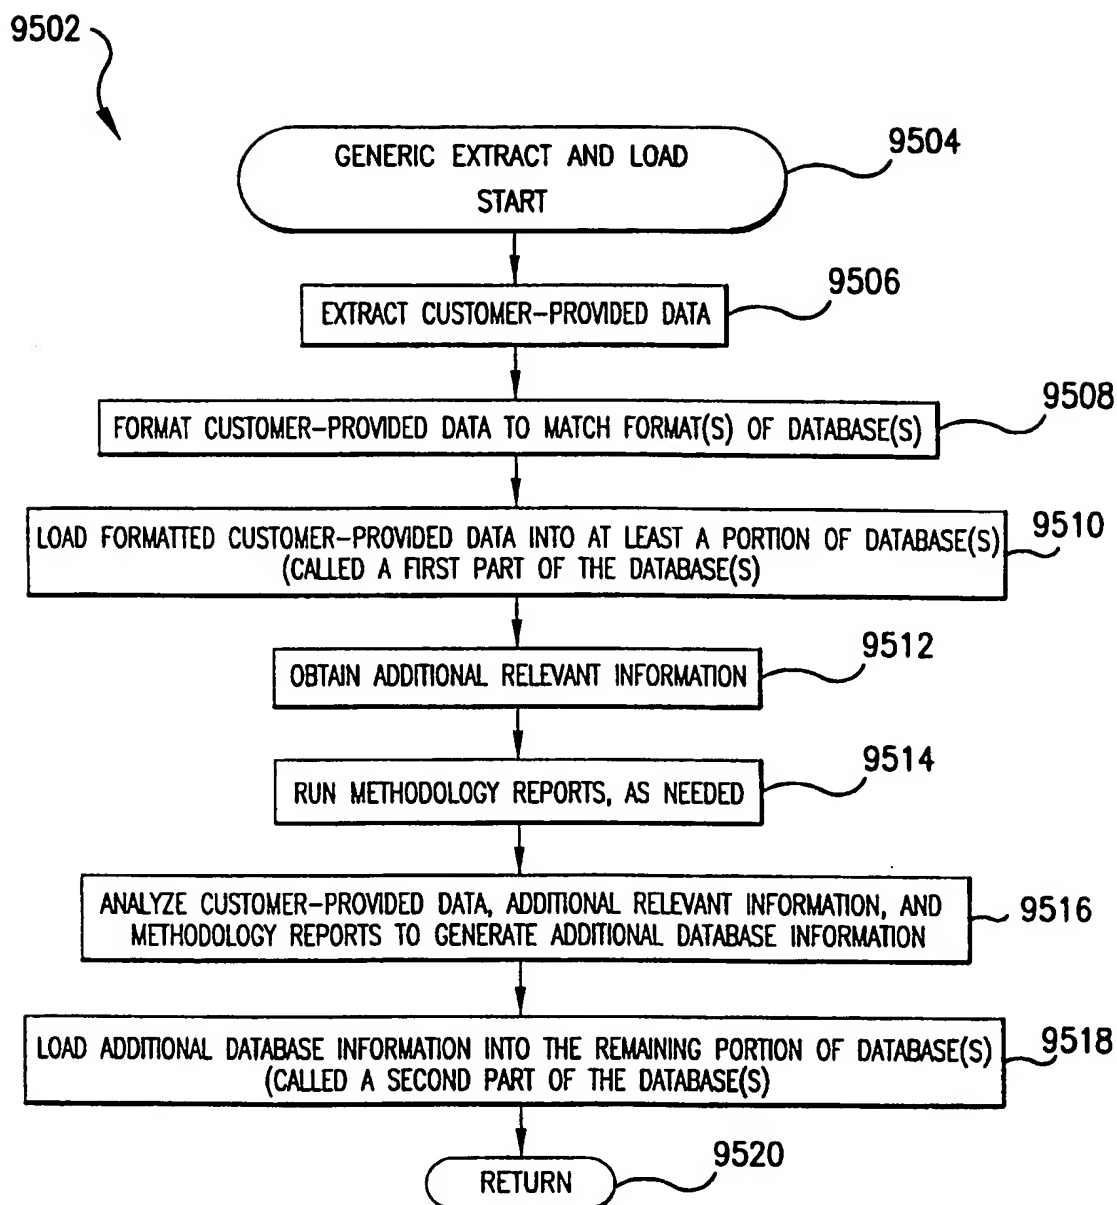 9502
GENERIC EXTRACT AND LOAD
START
9504
EXTRACT CUSTOMER-PROVIDED DATA
9506
FORMAT CUSTOMER-PROVIDED DATA TO MATCH FORMAT(S) OF DATABASE(S)
9508
LOAD FORMATTED CUSTOMER-PROVIDED DATA INTO AT LEAST A PORTION OF DATABASE(S)
(CALLED A FIRST PART OF THE DATABASE(S)
9510
OBTAIN ADDITIONAL RELEVANT INFORMATION
9512
RUN METHODOLOGY REPORTS, AS NEEDED
9514
ANALYZE CUSTOMER-PROVIDED DATA, ADDITIONAL RELEVANT INFORMATION, AND
METHODOLOGY REPORTS TO GENERATE ADDITIONAL DATABASE INFORMATION
9516
LOAD ADDITIONAL DATABASE INFORMATION INTO THE REMAINING PORTION OF DATABASE(S)
(CALLED A SECOND PART OF THE DATABASE(S)
9518
RETURN
9520